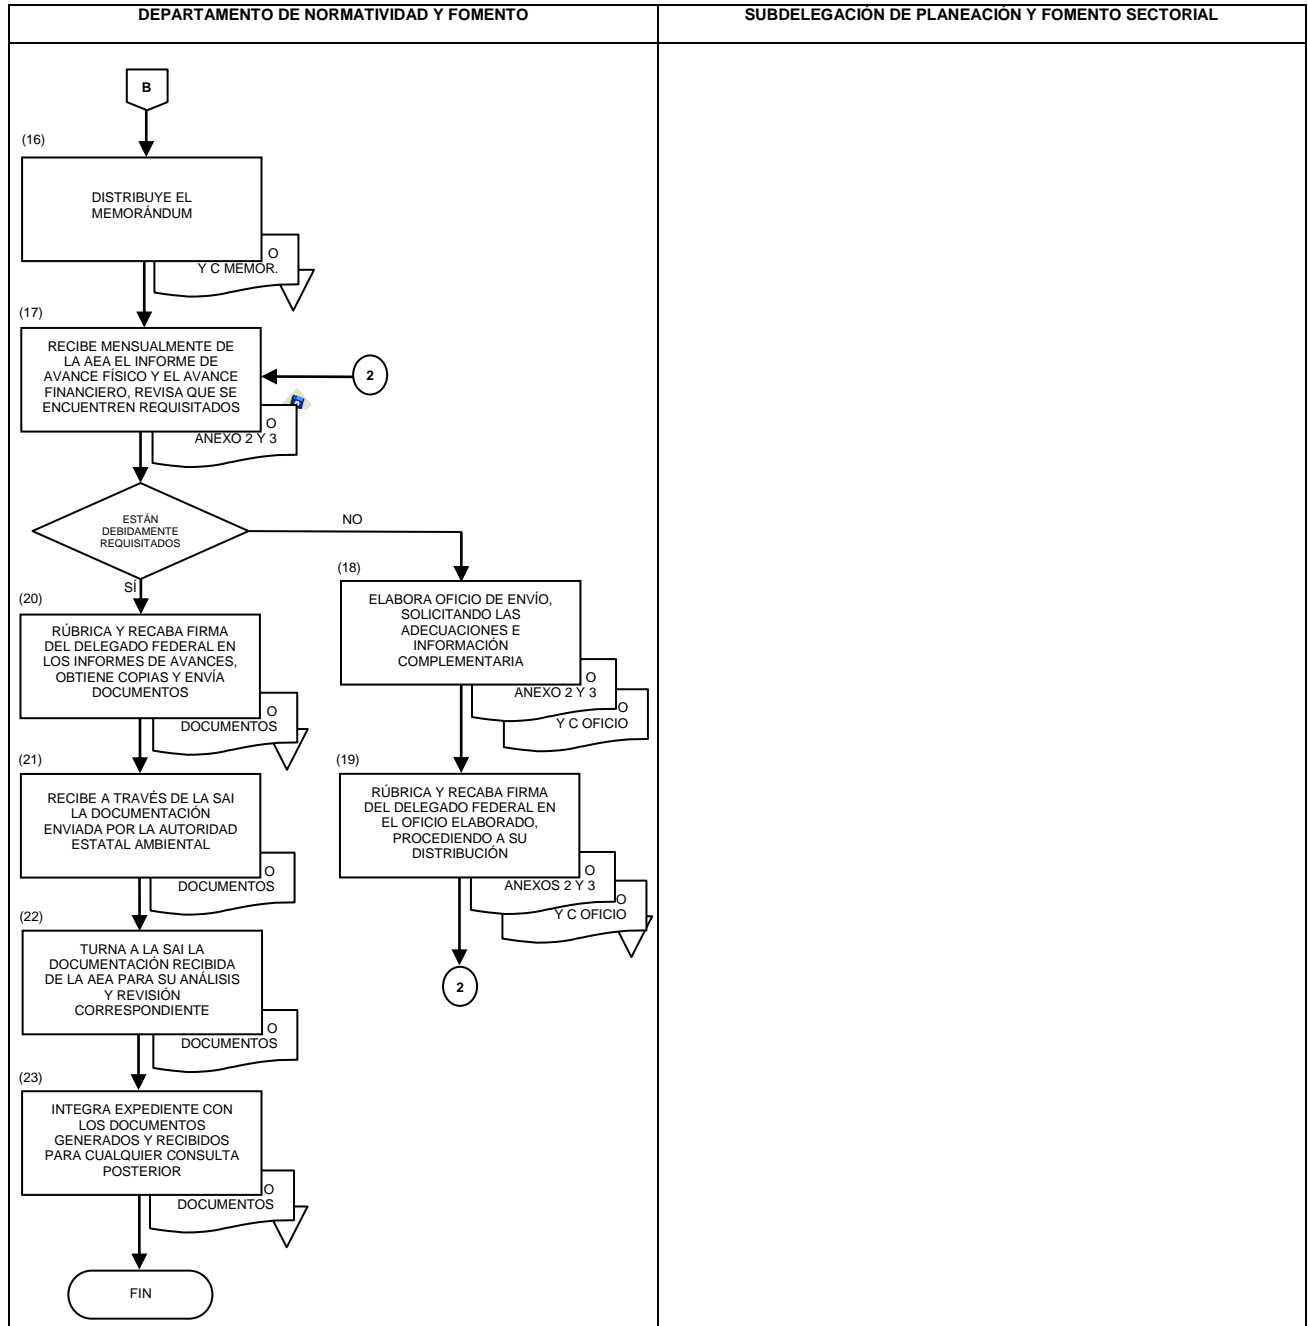 DEPARTAMENTO DE NORMATIVIDAD Y FOMENTO
SUBDELEGACIÓN DE PLANEACIÓN Y FOMENTO SECTORIAL
B
(16)
DISTRIBUYE EL
MEMORÁNDUM
O
Y C MEMOR.
(17)
RECIBE MENSUALMENTE DE
LA AEA EL INFORME DE
AVANCE FÍSICO Y EL AVANCE
FINANCIERO, REVISA QUE SE
ENCUENTREN REQUISITADOS
2
O
ANEXO 2 Y 3
ESTÁN
DEBIDAMENTE
REQUISITADOS
NO
SÍ
(18)
ELABORA OFICIO DE ENVÍO,
SOLICITANDO LAS
ADECUACIONES E
INFORMACIÓN
COMPLEMENTARIA
O
ANEXO 2 Y 3
O
Y C OFICIO
(19)
RÚBRICA Y RECABA FIRMA
DEL DELEGADO FEDERAL EN
EL OFICIO ELABORADO,
PROCEDIENDO A SU
DISTRIBUCIÓN
O
ANEXOS 2 Y 3
O
Y C OFICIO
2
(20)
RÚBRICA Y RECABA FIRMA
DEL DELEGADO FEDERAL EN
LOS INFORMES DE AVANCES,
OBTIENE COPIAS Y ENVÍA
DOCUMENTOS
O
DOCUMENTOS
(21)
RECIBE A TRAVÉS DE LA SAI
LA DOCUMENTACIÓN
ENVIADA POR LA AUTORIDAD
ESTATAL AMBIENTAL
O
DOCUMENTOS
(22)
TURNA A LA SAI LA
DOCUMENTACIÓN RECIBIDA
DE LA AEA PARA SU ANÁLISIS
Y REVISIÓN
CORRESPONDIENTE
O
DOCUMENTOS
(23)
INTEGRA EXPEDIENTE CON
LOS DOCUMENTOS
GENERADOS Y RECIBIDOS
PARA CUALQUIER CONSULTA
POSTERIOR
O
DOCUMENTOS
FIN